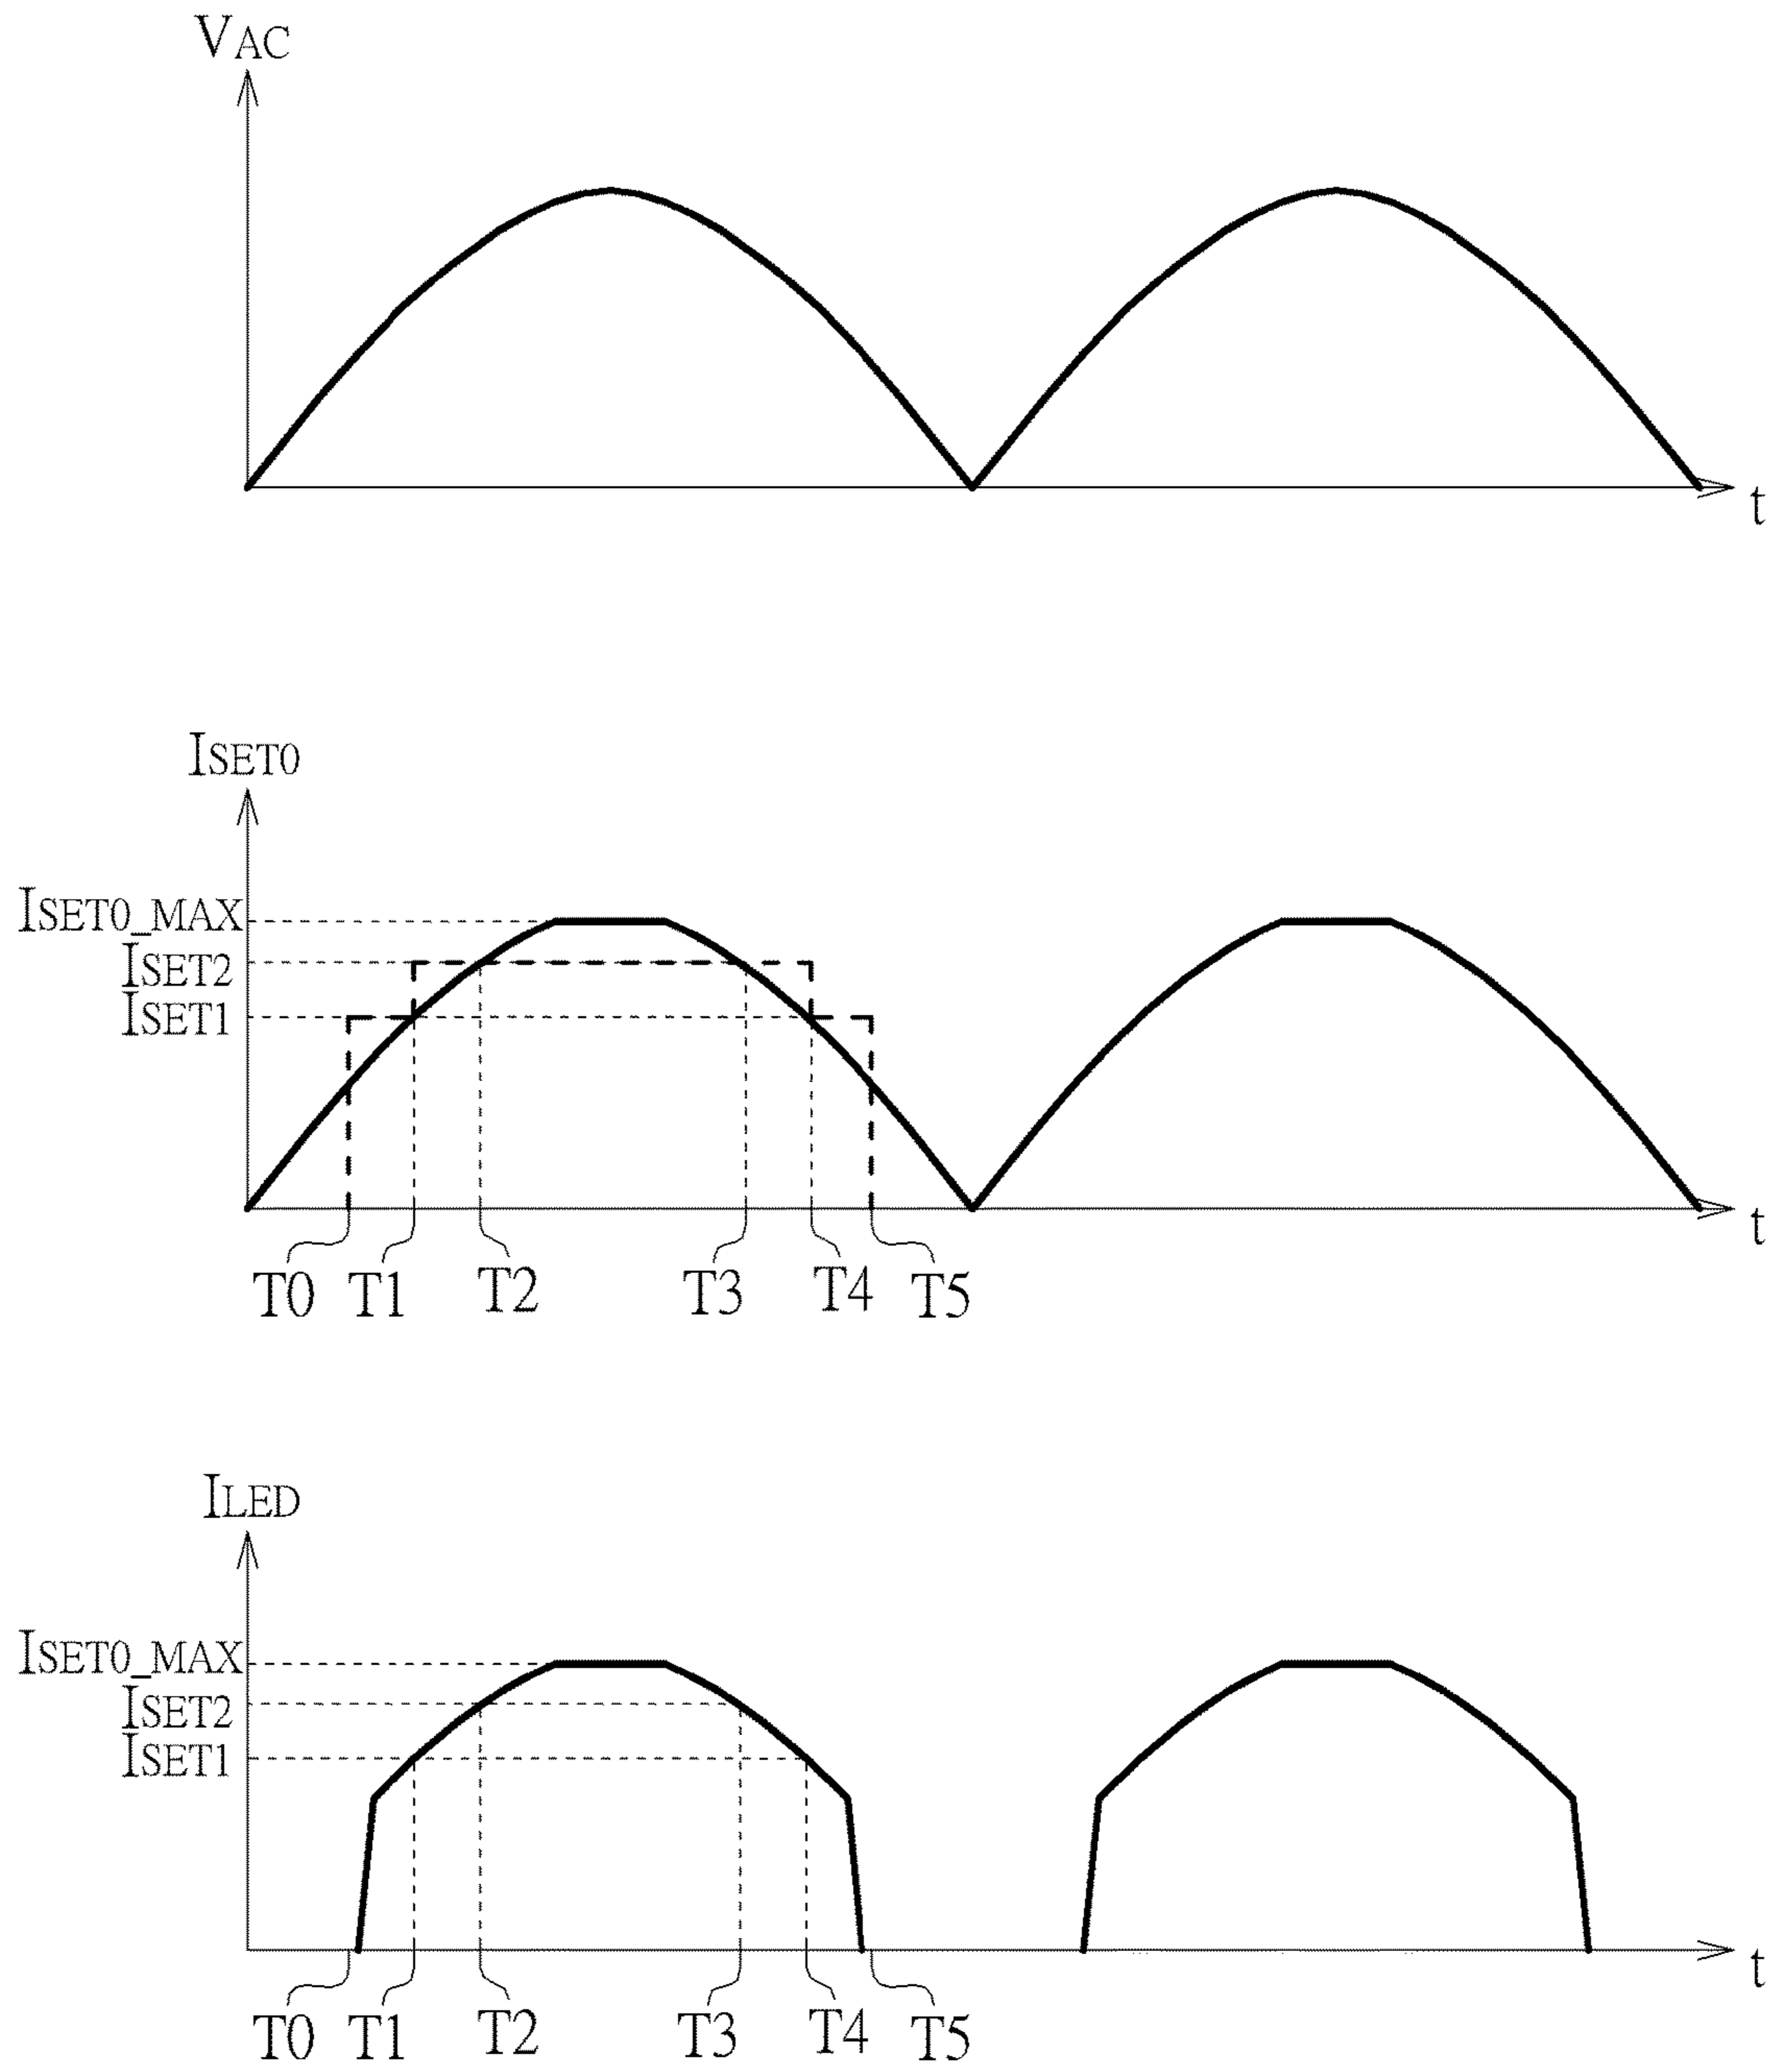 VAC
t
ISET0
ISET0_MAX
ISET2
ISET1
t
T0 T1 T2 T3 T4 T5
ILED
ISET0_MAX
ISET2
ISET1
t
T0 T1 T2 T3 T4 T5